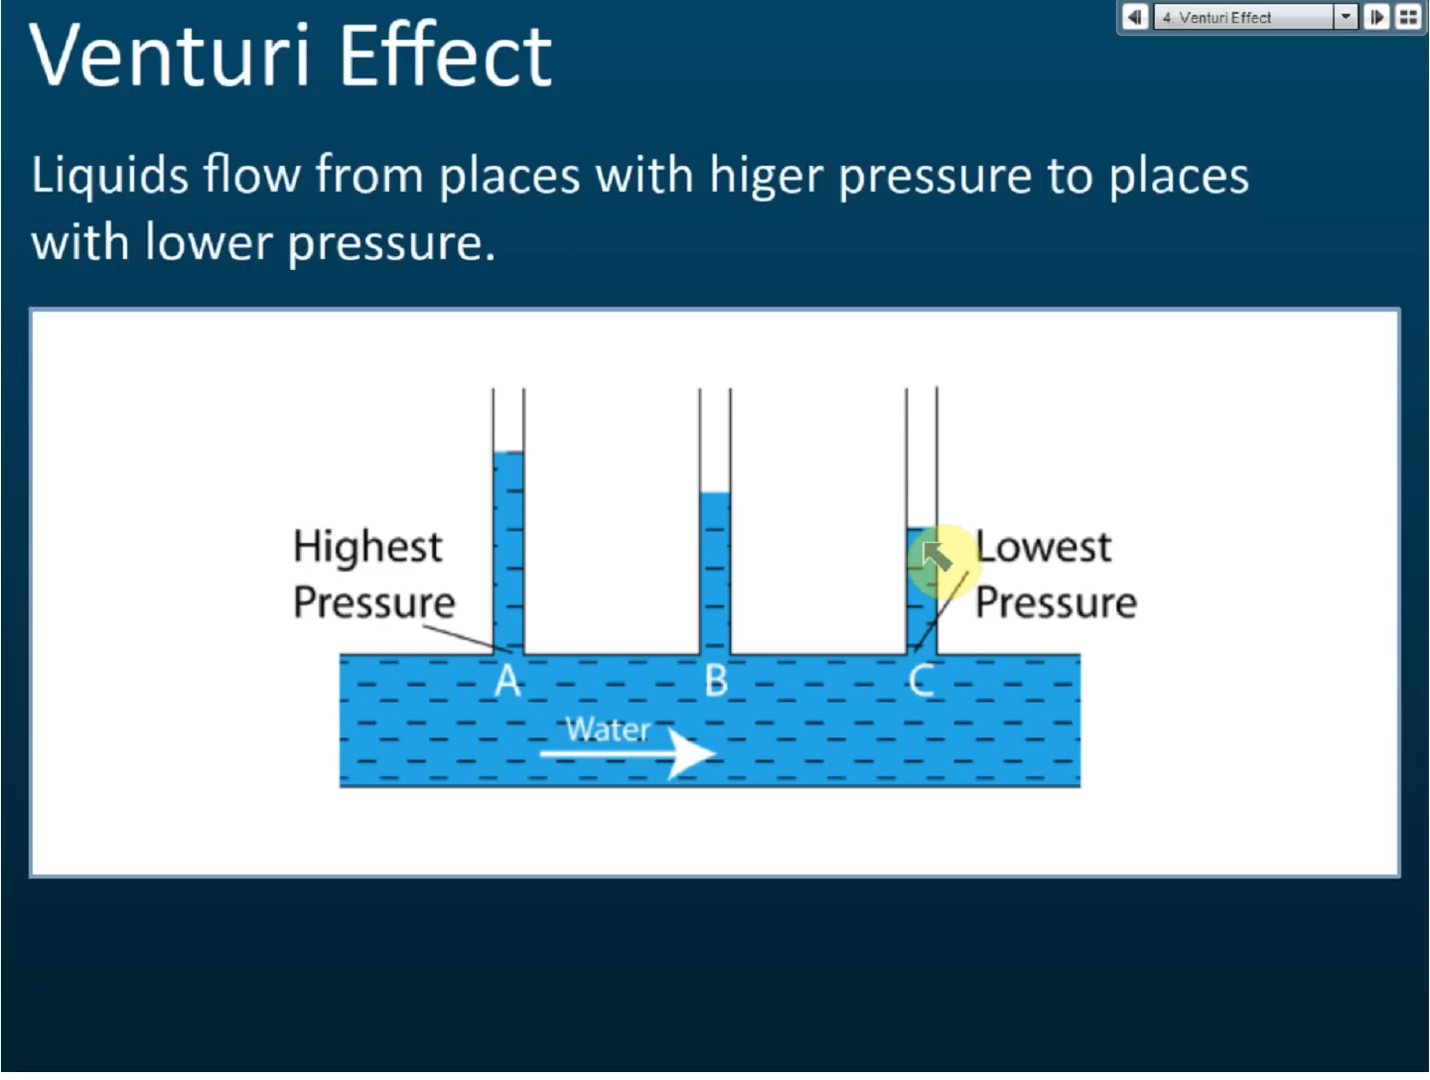 4. Venturi Effect
Venturi Effect
Liquids flow from places with higer pressure to places
with lower pressure.
Highest
Pressure
Lowest
Pressure
A
B
C
Water